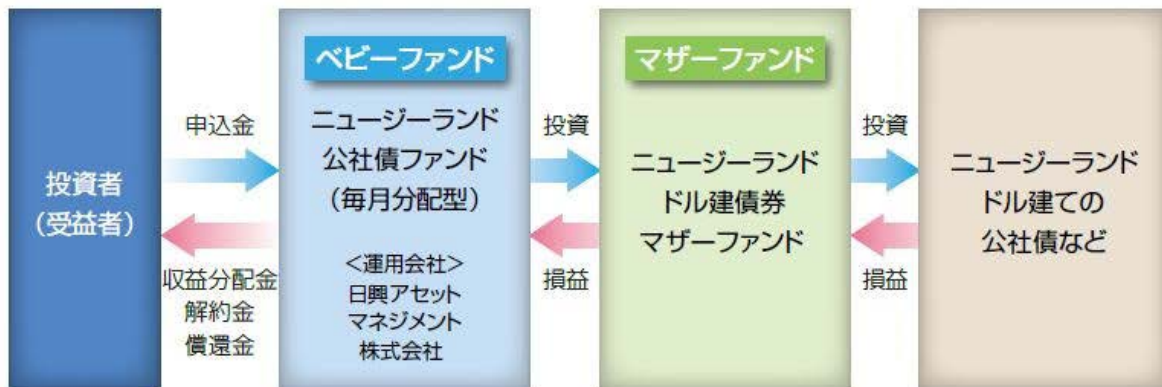 投資者
(受益者)
申込金
収益分配金
解約金
償還金
ベビーファンド
ニュージーランド
公社債ファンド
(毎月分配型)
<運用会社>
日興アセット
マネジメント
株式会社
投資
損益
マザーファンド
ニュージーランド
ドル建債券
マザーファンド
投資
損益
ニュージーランド
ドル建ての
公社債など